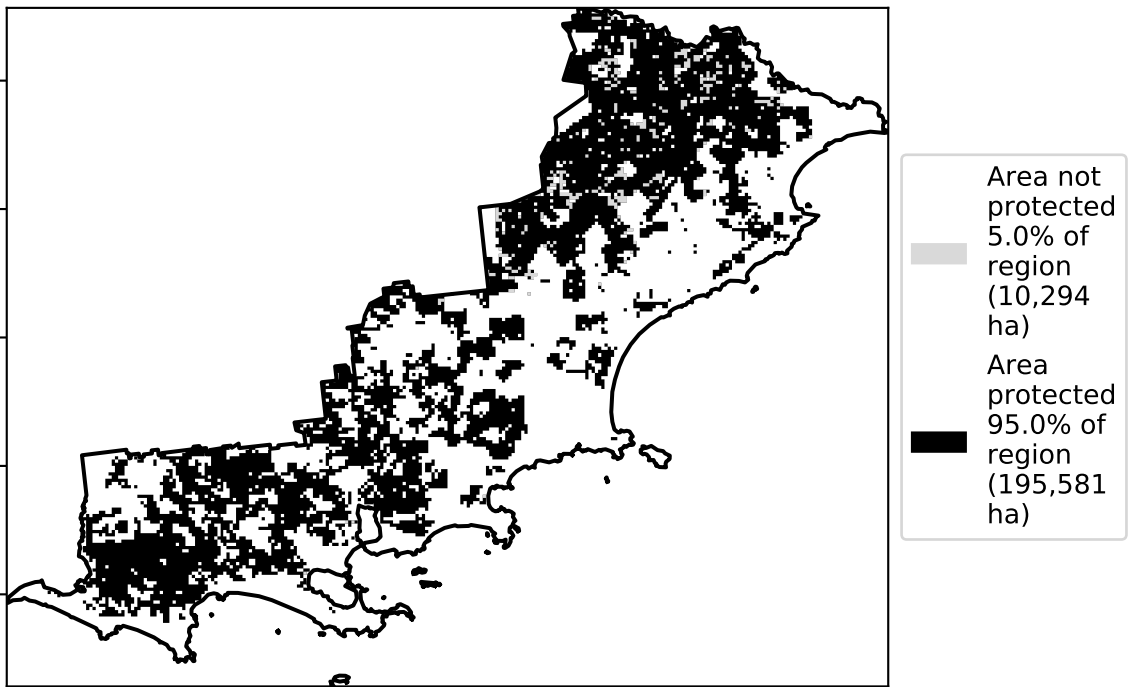 Area not
protected
5.0% of
region
(10,294
ha)
Area
protected
95.0% of
region
(195,581
ha)